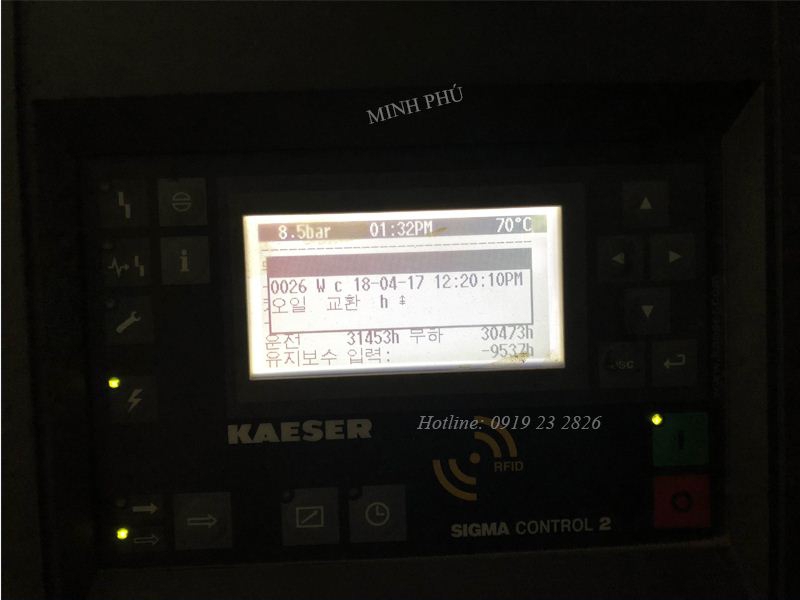 MINH PHÚ
8.5bar 01:32PM 70°C
0026 W c 18-04-17 12:20:10PM
오일 교환 h
운전 31453h 무하 30473h
유지보수 입력: -9537h
esc
KAESER
Hotline: 0919 23 2826
RFID
SIGMA CONTROL 2